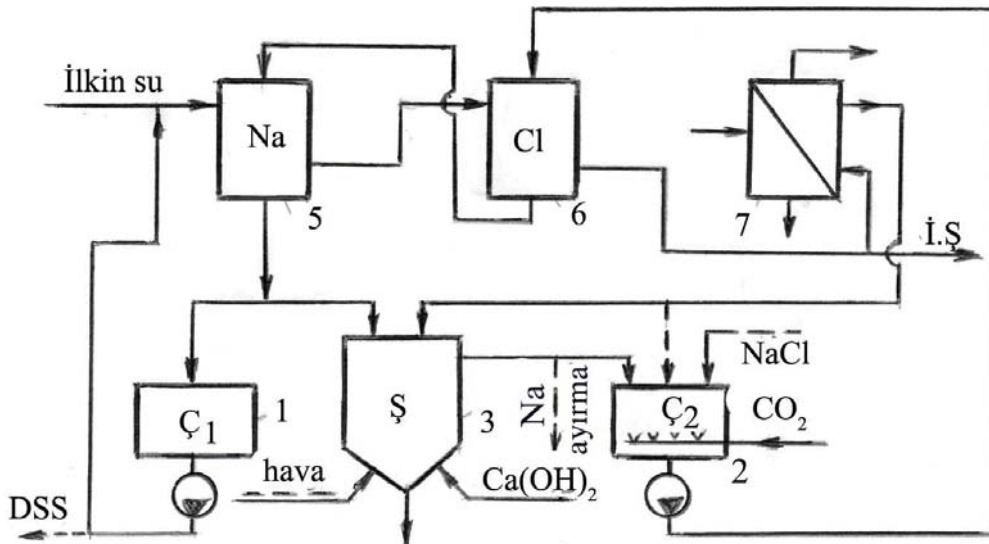 İlkin su
Na
Cl
5
6
7
İ.Ş
NaCl
Ç1
1
Ş
3
Na
ayırma
Ç2
CO2
2
hava
Ca(OH)2
DSS